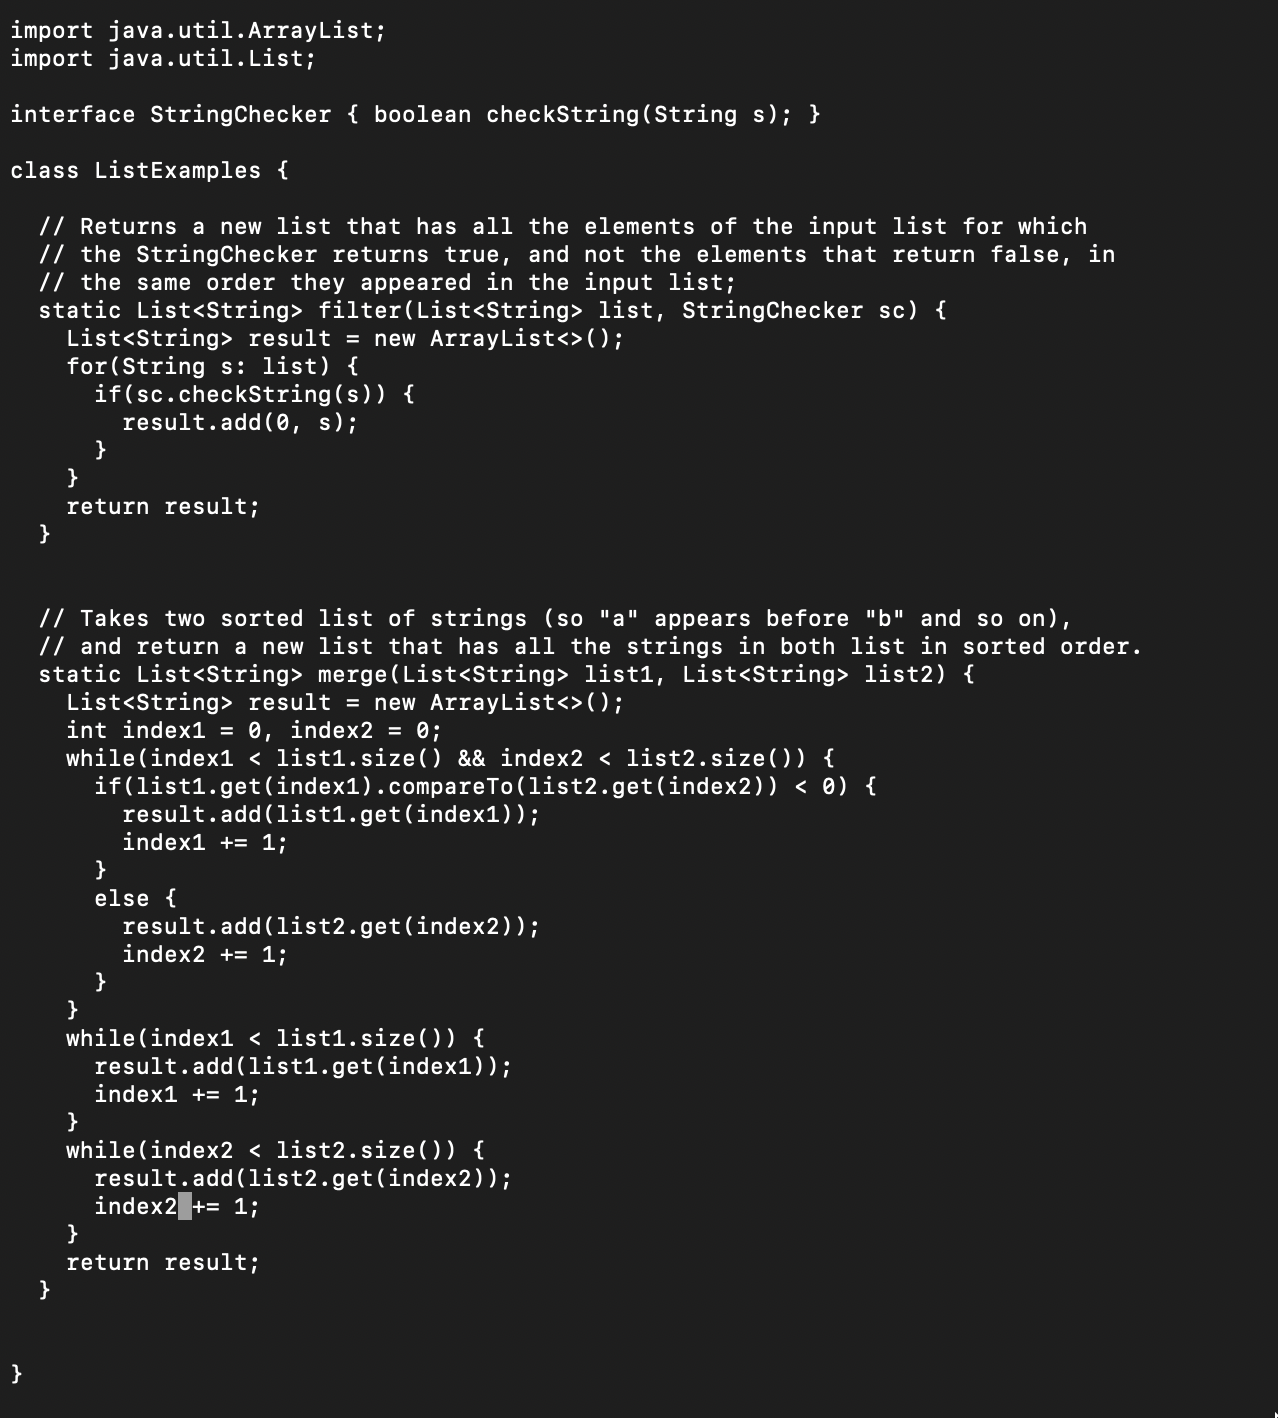 import java.util.ArrayList;
import java.util.List;

interface StringChecker { boolean checkString(String s); }

class ListExamples {

  // Returns a new list that has all the elements of the input list for which
  // the StringChecker returns true, and not the elements that return false, in
  // the same order they appeared in the input list;
  static List<String> filter(List<String> list, StringChecker sc) {
    List<String> result = new ArrayList<>();
    for(String s: list) {
      if(sc.checkString(s)) {
        result.add(0, s);
      }
    }
    return result;
  }


  // Takes two sorted list of strings (so "a" appears before "b" and so on),
  // and return a new list that has all the strings in both list in sorted order.
  static List<String> merge(List<String> list1, List<String> list2) {
    List<String> result = new ArrayList<>();
    int index1 = 0, index2 = 0;
    while(index1 < list1.size() && index2 < list2.size()) {
      if(list1.get(index1).compareTo(list2.get(index2)) < 0) {
        result.add(list1.get(index1));
        index1 += 1;
      }
      else {
        result.add(list2.get(index2));
        index2 += 1;
      }
    }
    while(index1 < list1.size()) {
      result.add(list1.get(index1));
      index1 += 1;
    }
    while(index2 < list2.size()) {
      result.add(list2.get(index2));
      index2 += 1;
    }
    return result;
  }


}